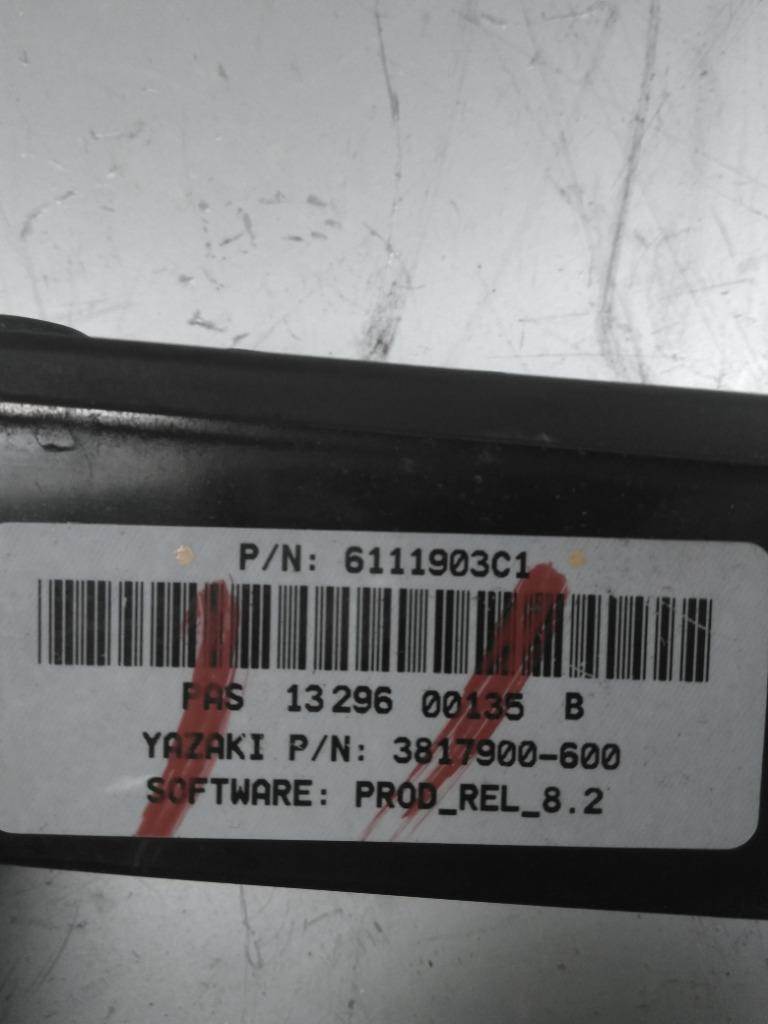 P/N: 6111903C1
PAS 13296 00135 B
YAZAKI P/N: 3817900-600
SOFTWARE: PROD_REL_8.2